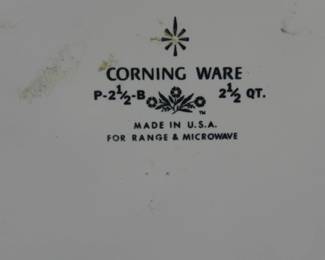 CORNING WARE
P-2½-B 2½ QT.
TM
MADE IN U.S.A.
FOR RANGE & MICROWAVE